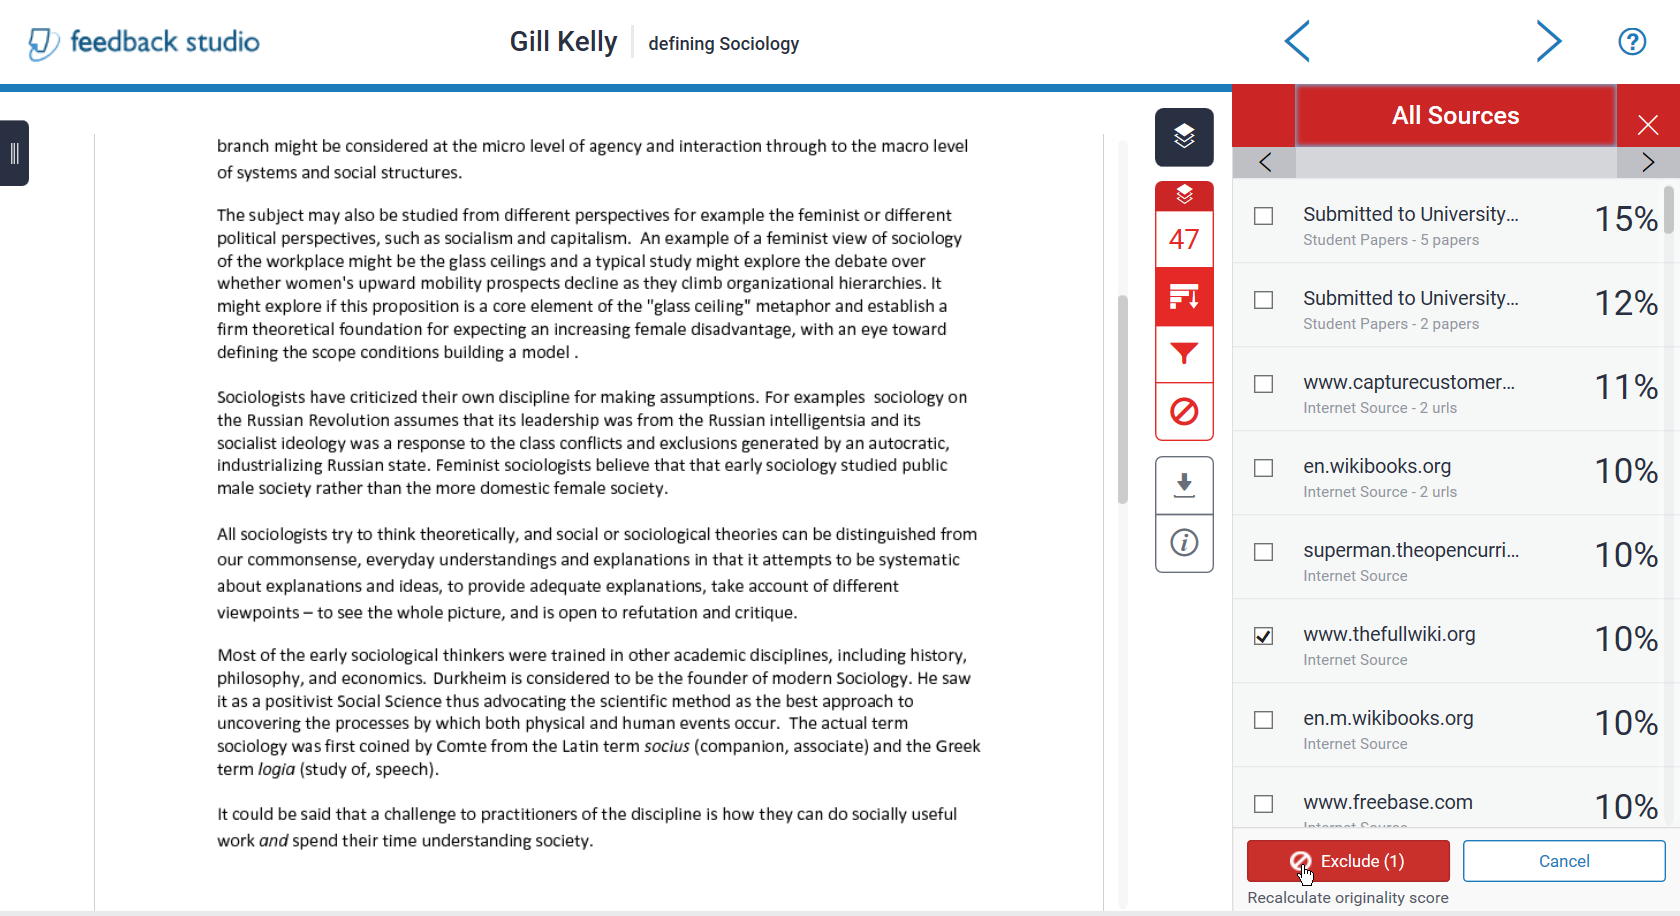 feedback studio
Gill Kelly
defining Sociology
branch might be considered at the micro level of agency and interaction through to the macro level
of systems and social structures.
The subject may also be studied from different perspectives for example the feminist or different
political perspectives, such as socialism and capitalism.  An example of a feminist view of sociology
of the workplace might be the glass ceilings and a typical study might explore the debate over
whether women's upward mobility prospects decline as they climb organizational hierarchies. It
might explore if this proposition is a core element of the "glass ceiling" metaphor and establish a
firm theoretical foundation for expecting an increasing female disadvantage, with an eye toward
defining the scope conditions building a model .
Sociologists have criticized their own discipline for making assumptions. For examples  sociology on
the Russian Revolution assumes that its leadership was from the Russian intelligentsia and its
socialist ideology was a response to the class conflicts and exclusions generated by an autocratic,
industrializing Russian state. Feminist sociologists believe that that early sociology studied public
male society rather than the more domestic female society.
All sociologists try to think theoretically, and social or sociological theories can be distinguished from
our commonsense, everyday understandings and explanations in that it attempts to be systematic
about explanations and ideas, to provide adequate explanations, take account of different
viewpoints – to see the whole picture, and is open to refutation and critique.
Most of the early sociological thinkers were trained in other academic disciplines, including history,
philosophy, and economics. Durkheim is considered to be the founder of modern Sociology. He saw
it as a positivist Social Science thus advocating the scientific method as the best approach to
uncovering the processes by which both physical and human events occur.  The actual term
sociology was first coined by Comte from the Latin term socius (companion, associate) and the Greek
term logia (study of, speech).
It could be said that a challenge to practitioners of the discipline is how they can do socially useful
work and spend their time understanding society.
47
All Sources
Submitted to University...
15%
Student Papers - 5 papers
Submitted to University...
12%
Student Papers - 2 papers
www.capturecustomer...
11%
Internet Source - 2 urls
en.wikibooks.org
10%
Internet Source - 2 urls
superman.theopencurri...
10%
Internet Source
www.thefullwiki.org
10%
Internet Source
en.m.wikibooks.org
10%
Internet Source
www.freebase.com
10%
Internet Source
Exclude (1)
Cancel
Recalculate originality score